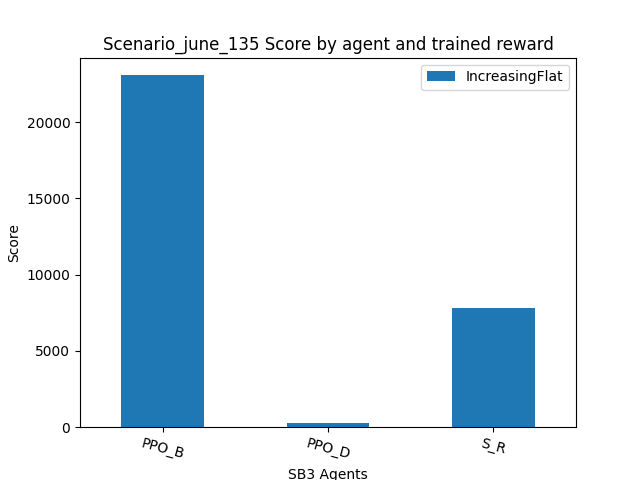 Scenario_june_135 Score by agent and trained reward
IncreasingFlat
Score
20000
15000
10000
5000
0
PPO_B
PPO_D
S_R
SB3 Agents